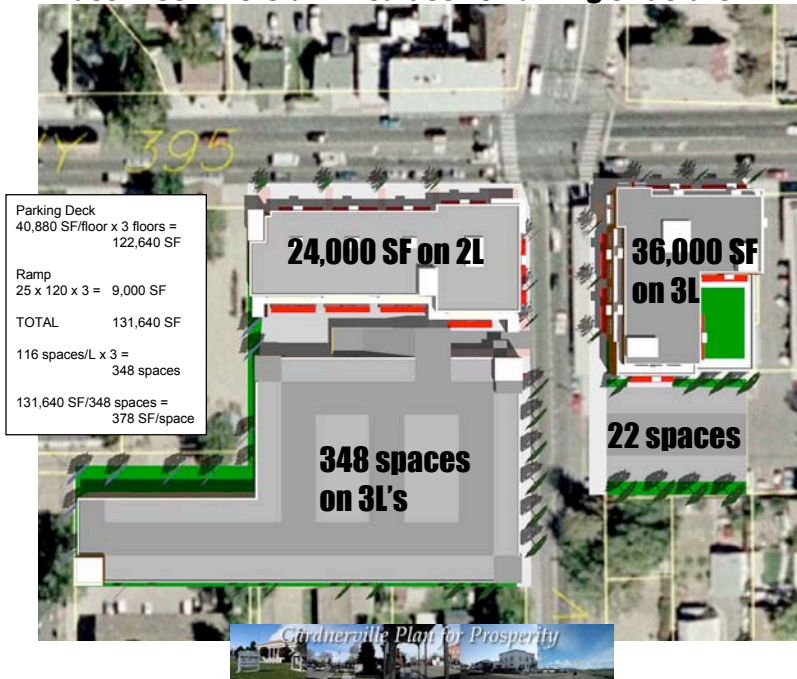 HWY 395
Parking Deck
40,880 SF/floor x 3 floors =
122,640 SF
Ramp
25 x 120 x 3 = 9,000 SF
TOTAL 131,640 SF
116 spaces/L x 3 =
348 spaces
131,640 SF/348 spaces =
378 SF/space
24,000 SF on 2L
36,000 SF
on 3L
22 spaces
348 spaces
on 3L's
Gardnerville Plan for Prosperity